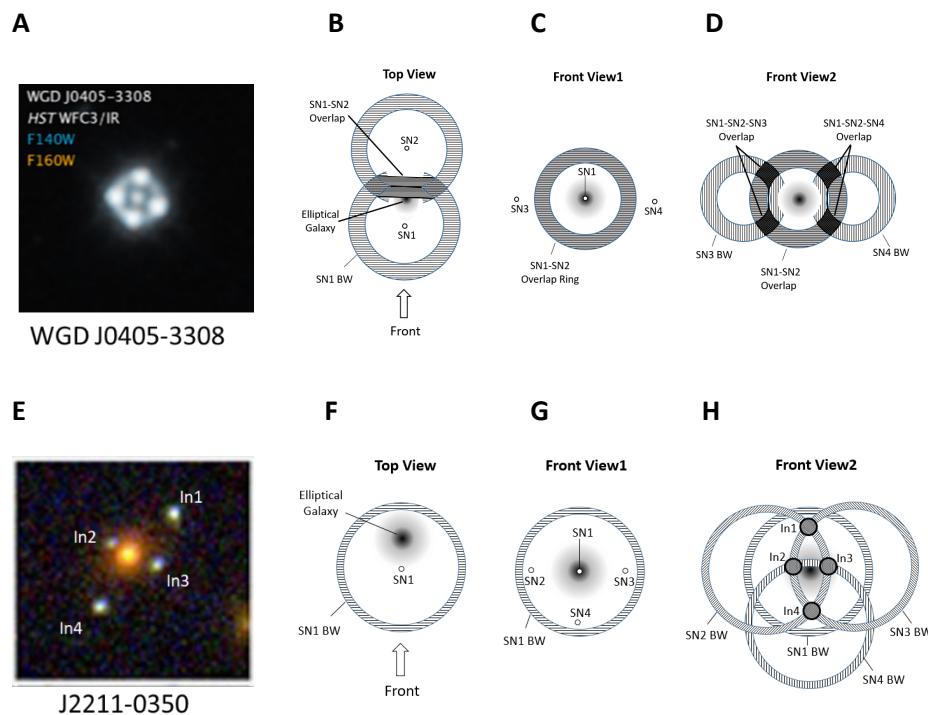 A
B
C
D
WGD J0405-3308
HST WFC3/IR
F140W
F160W
WGD J0405-3308
Top View
SN1-SN2
Overlap
SN2
Elliptical
Galaxy
SN1
SN1 BW
Front
Front View1
SN1
SN3
SN4
SN1-SN2
Overlap Ring
Front View2
SN1-SN2-SN3
Overlap
SN1-SN2-SN4
Overlap
SN3 BW
SN4 BW
SN1-SN2
Overlap
E
F
G
H
In1
In2
In3
In4
J2211-0350
Top View
Elliptical
Galaxy
SN1
SN1 BW
Front
Front View1
SN1
SN2
SN3
SN4
SN1 BW
Front View2
In1
In2
In3
In4
SN2 BW
SN1 BW
SN3 BW
SN4 BW